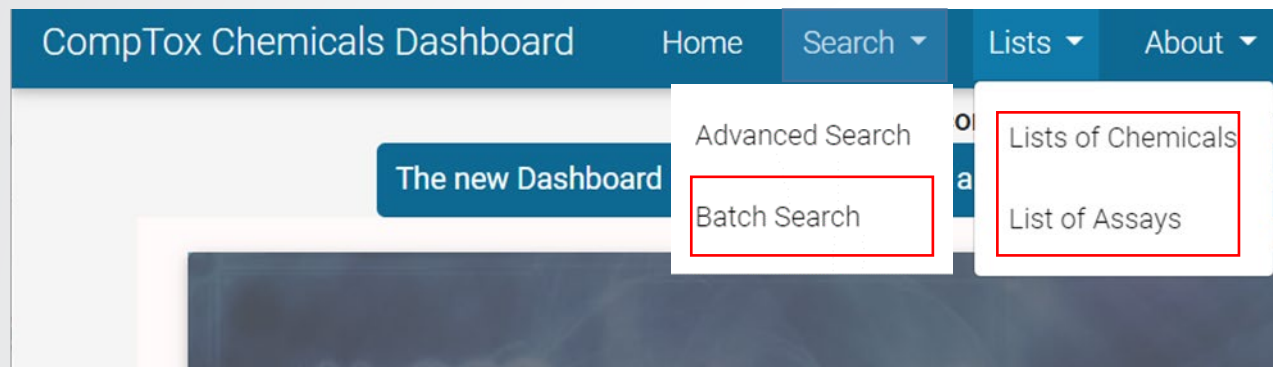 CompTox Chemicals Dashboard Home Search Lists About
Advanced Search
Lists of Chemicals
The new Dashboard
Batch Search
List of Assays